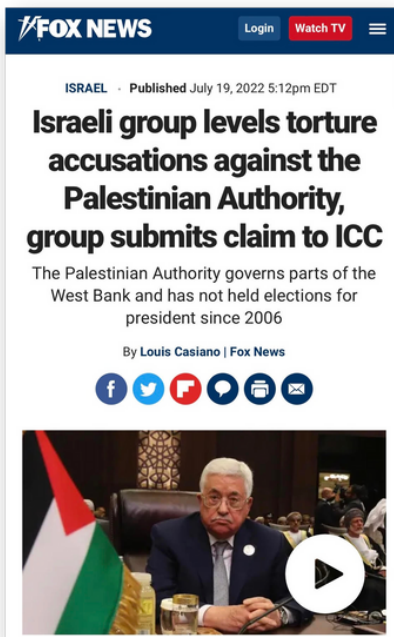 FOX NEWS
Login
Watch TV
ISRAEL · Published July 19, 2022 5:12pm EDT
Israeli group levels torture
accusations against the
Palestinian Authority,
group submits claim to ICC
The Palestinian Authority governs parts of the
West Bank and has not held elections for
president since 2006
By Louis Casiano | Fox News